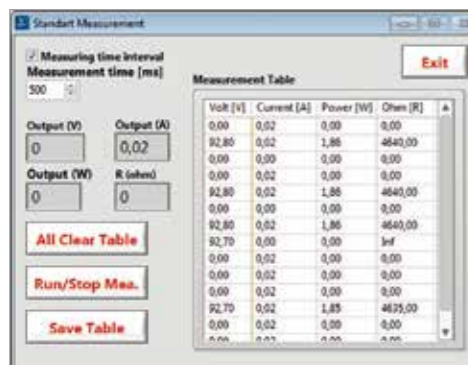 Standart Measurement
Measuring time interval
Measurement time [ms]
500
Output (V) Output (A)
0 0,02
Output (W) R (ohm)
0 0
All Clear Table
Run/Stop Mea.
Save Table
Exit
Measurement Table
Volt [V] Current [A] Power [W] Ohm [R]
0,00 0,02 0,00 0,00
92,80 0,02 1,86 4640,00
0,00 0,02 0,00 0,00
0,00 0,00 0,00 0,00
92,80 0,02 1,86 4640,00
0,00 0,02 0,00 0,00
92,80 0,02 1,86 4640,00
92,70 0,00 0,00 Inf
0,00 0,02 0,00 0,00
0,00 0,02 0,00 0,00
0,00 0,02 0,00 0,00
92,70 0,02 1,85 4635,00
0,00 0,02 0,00 0,00